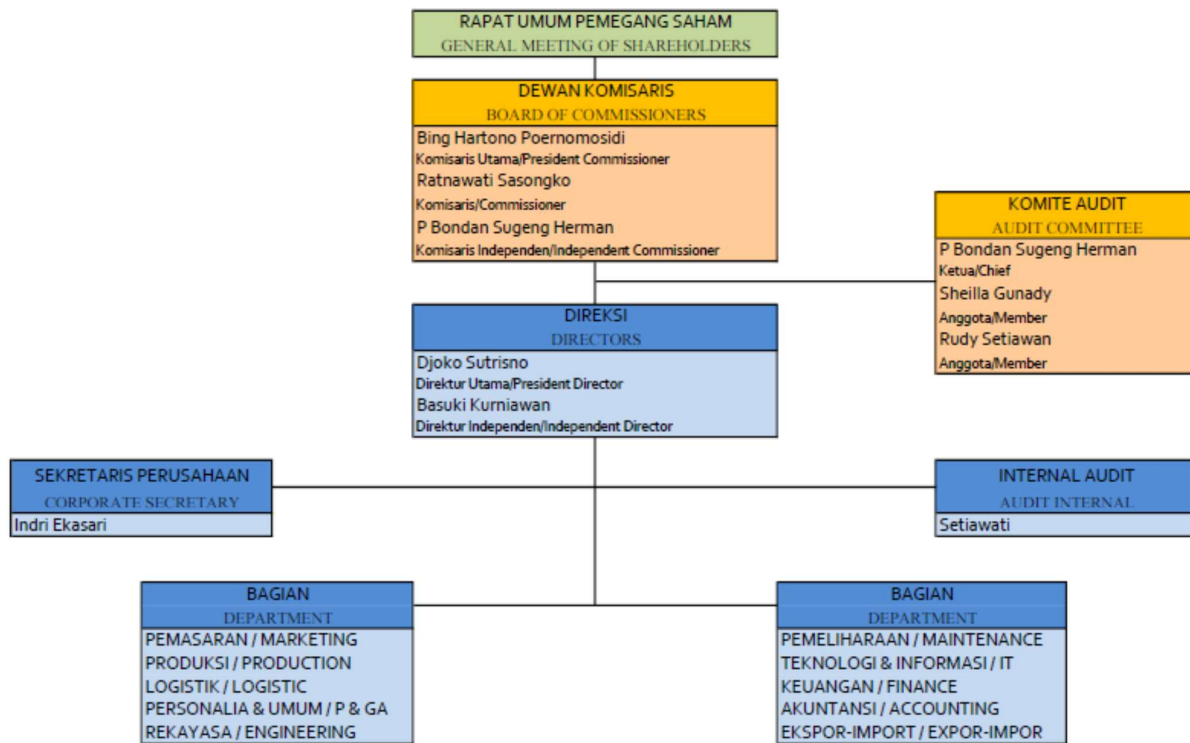 RAPAT UMUM PEMEGANG SAHAM
GENERAL MEETING OF SHAREHOLDERS
DEWAN KOMISARIS
BOARD OF COMMISSIONERS
Bing Hartono Poernomosidi
Komisaris Utama/President Commissioner
Ratnawati Sasongko
Komisaris/Commissioner
P Bondan Sugeng Herman
Komisaris Independen/Independent Commissioner
KOMITE AUDIT
AUDIT COMMITTEE
P Bondan Sugeng Herman
Ketua/Chief
Sheilla Gunady
Anggota/Member
Rudy Setiawan
Anggota/Member
DIREKSI
DIRECTORS
Djoko Sutrisno
Direktur Utama/President Director
Basuki Kurniawan
Direktur Independen/Independent Director
SEKRETARIS PERUSAHAAN
CORPORATE SECRETARY
Indri Ekasari
INTERNAL AUDIT
AUDIT INTERNAL
Setiawati
BAGIAN
DEPARTMENT
PEMASARAN / MARKETING
PRODUKSI / PRODUCTION
LOGISTIK / LOGISTIC
PERSONALIA & UMUM / P & GA
REKAYASA / ENGINEERING
BAGIAN
DEPARTMENT
PEMELIHARAAN / MAINTENANCE
TEKNOLOGI & INFORMASI / IT
KEUANGAN / FINANCE
AKUNTANSI / ACCOUNTING
EKSPOR-IMPORT / EXPOR-IMPOR